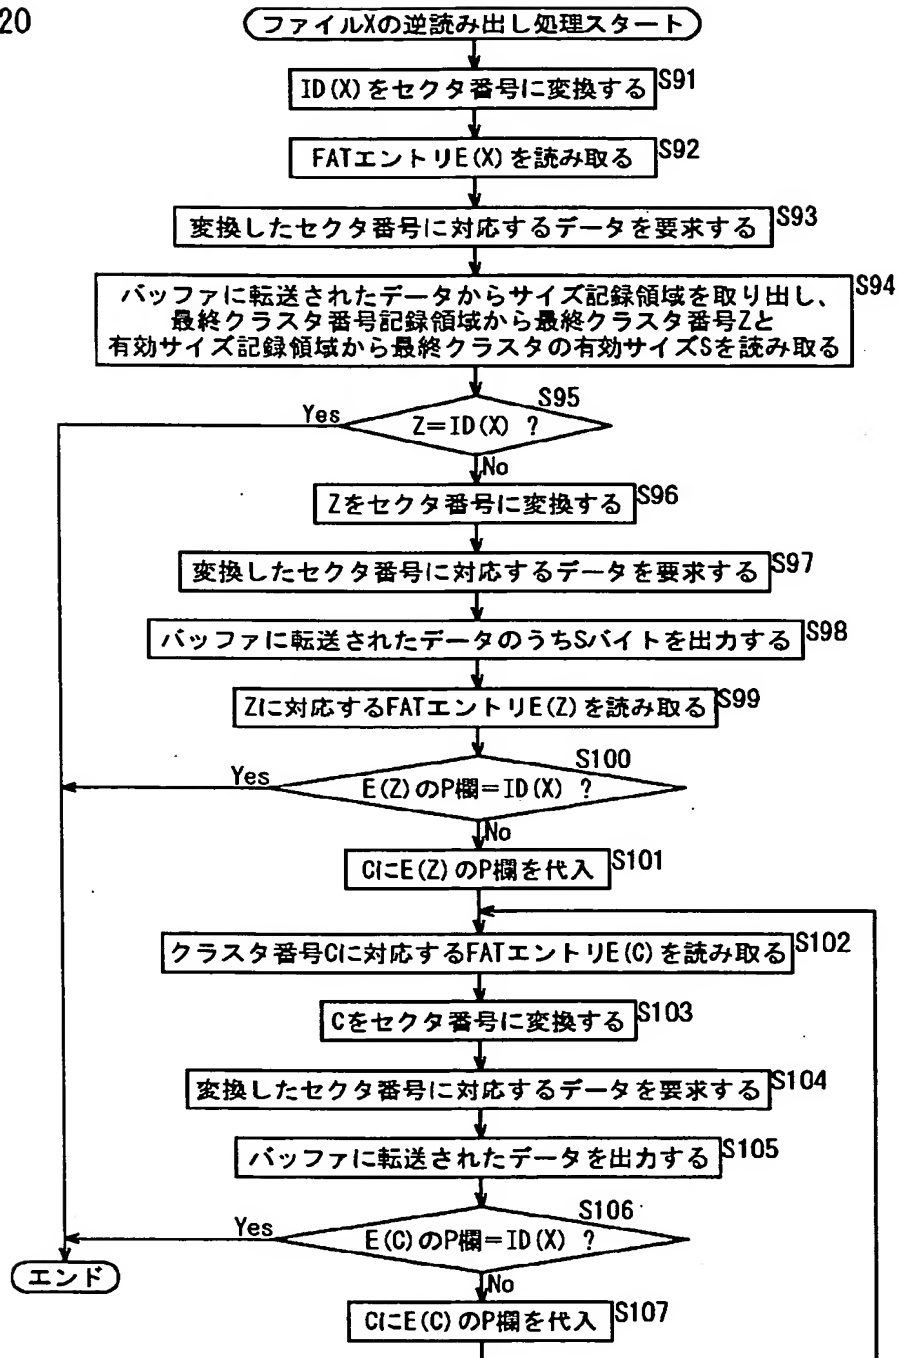 20
ファイルXの逆読み出し処理スタート
ID(X)をセクタ番号に変換する
S91
FATエントリE(X)を読み取る
S92
変換したセクタ番号に対応するデータを要求する
S93
バッファに転送されたデータからサイズ記録領域を取り出し、
最終クラスタ番号記録領域から最終クラスタ番号Zと
有効サイズ記録領域から最終クラスタの有効サイズSを読み取る
S94
S95
Yes
Z=ID(X) ?
No
Zをセクタ番号に変換する
S96
変換したセクタ番号に対応するデータを要求する
S97
バッファに転送されたデータのうちSバイトを出力する
S98
Zに対応するFATエントリE(Z)を読み取る
S99
S100
Yes
E(Z)のP欄=ID(X) ?
No
CにE(Z)のP欄を代入
S101
クラスタ番号Cに対応するFATエントリE(C)を読み取る
S102
Cをセクタ番号に変換する
S103
変換したセクタ番号に対応するデータを要求する
S104
バッファに転送されたデータを出力する
S105
S106
Yes
E(C)のP欄=ID(X) ?
エンド
No
CにE(C)のP欄を代入
S107